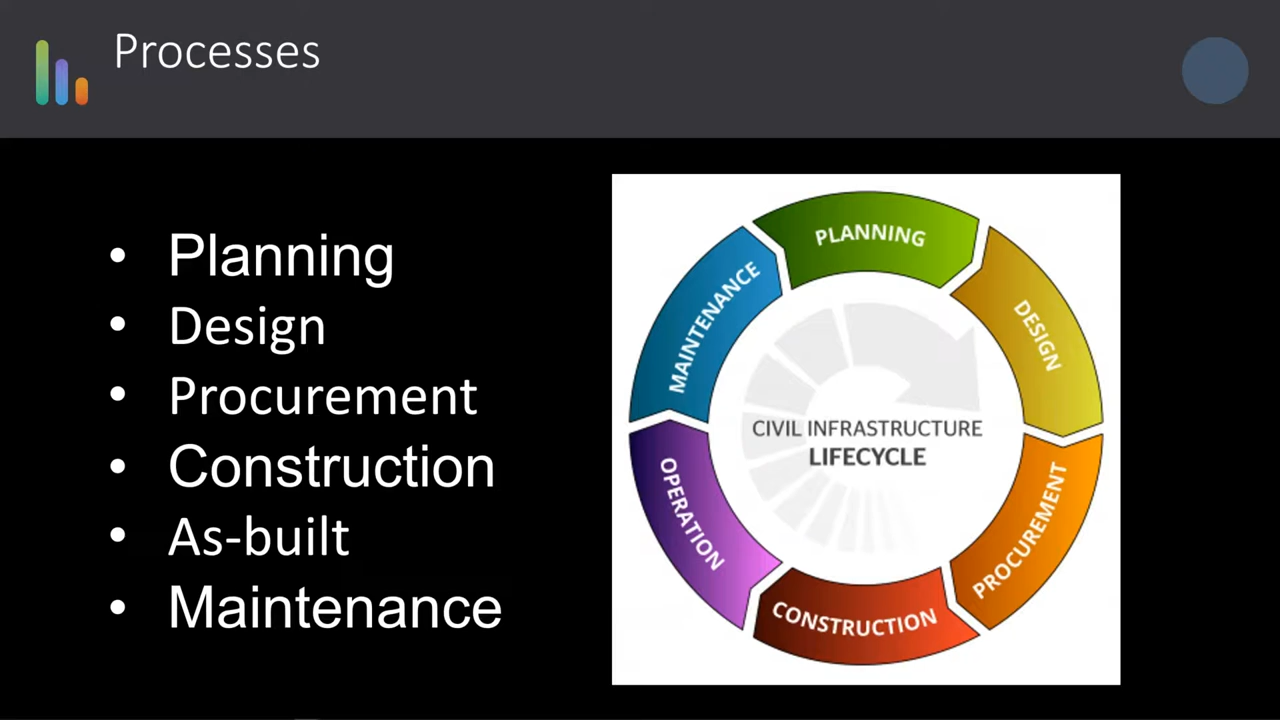 Processes
• Planning
• Design
• Procurement
• Construction
• As-built
• Maintenance
PLANNING
DESIGN
PROCUREMENT
CONSTRUCTION
OPERATION
MAINTENANCE
CIVIL INFRASTRUCTURE
LIFECYCLE